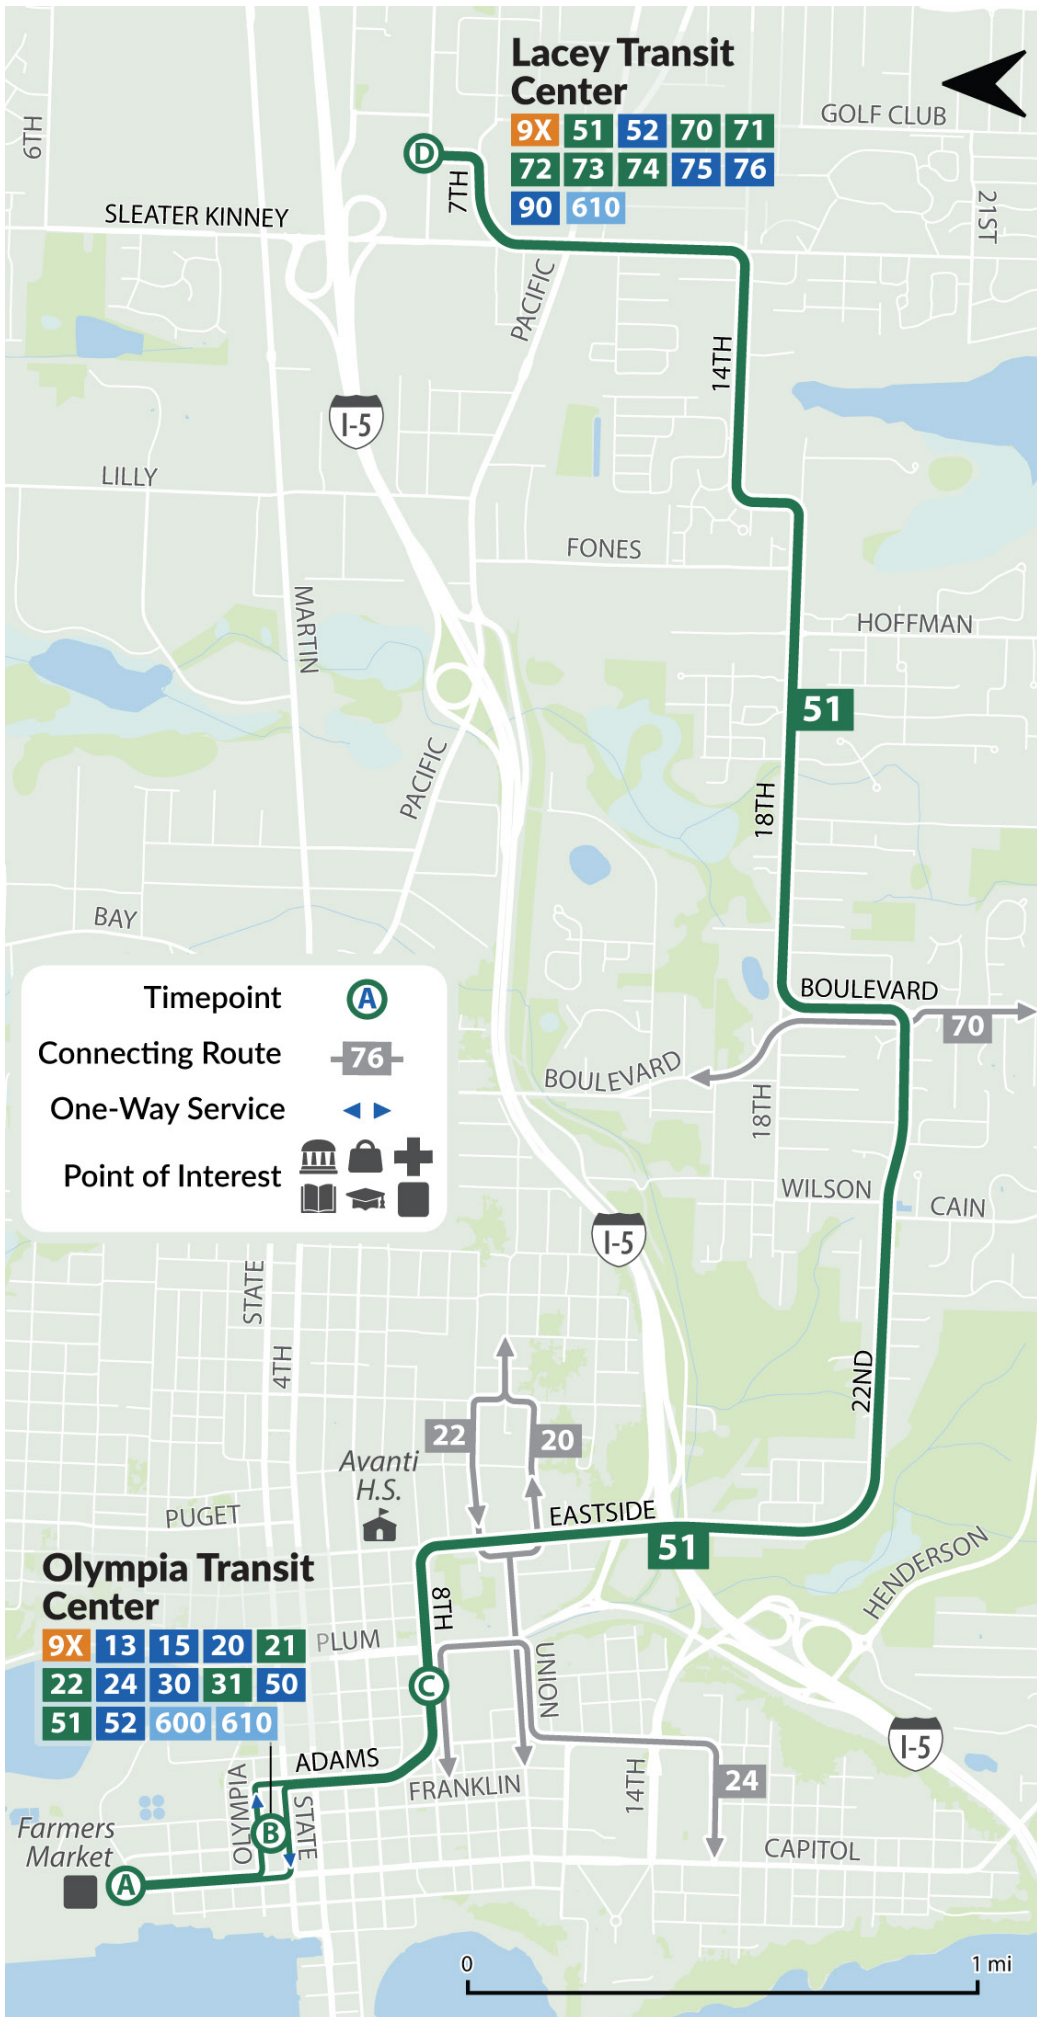 Lacey Transit
Center
9X 51 52 70 71
72 73 74 75 76
90 610
GOLF CLUB
6TH
D
7TH
SLEATER KINNEY
21ST
PACIFIC
14TH
I-5
LILLY
FONES
MARTIN
HOFFMAN
51
PACIFIC
18TH
BAY
BOULEVARD
70
Timepoint A
Connecting Route 76
One-Way Service
Point of Interest
BOULEVARD
18TH
WILSON
CAIN
I-5
STATE
4TH
22ND
22
20
Avanti
H.S.
PUGET
EASTSIDE
51
HENDERSON
Olympia Transit
Center
9X 13 15 20 21
22 24 30 31 50
51 52 600 610
8TH
PLUM
UNION
C
I-5
ADAMS
FRANKLIN
14TH
24
OLYMPIA
STATE
B
Farmers
Market
A
CAPITOL
0 1 mi